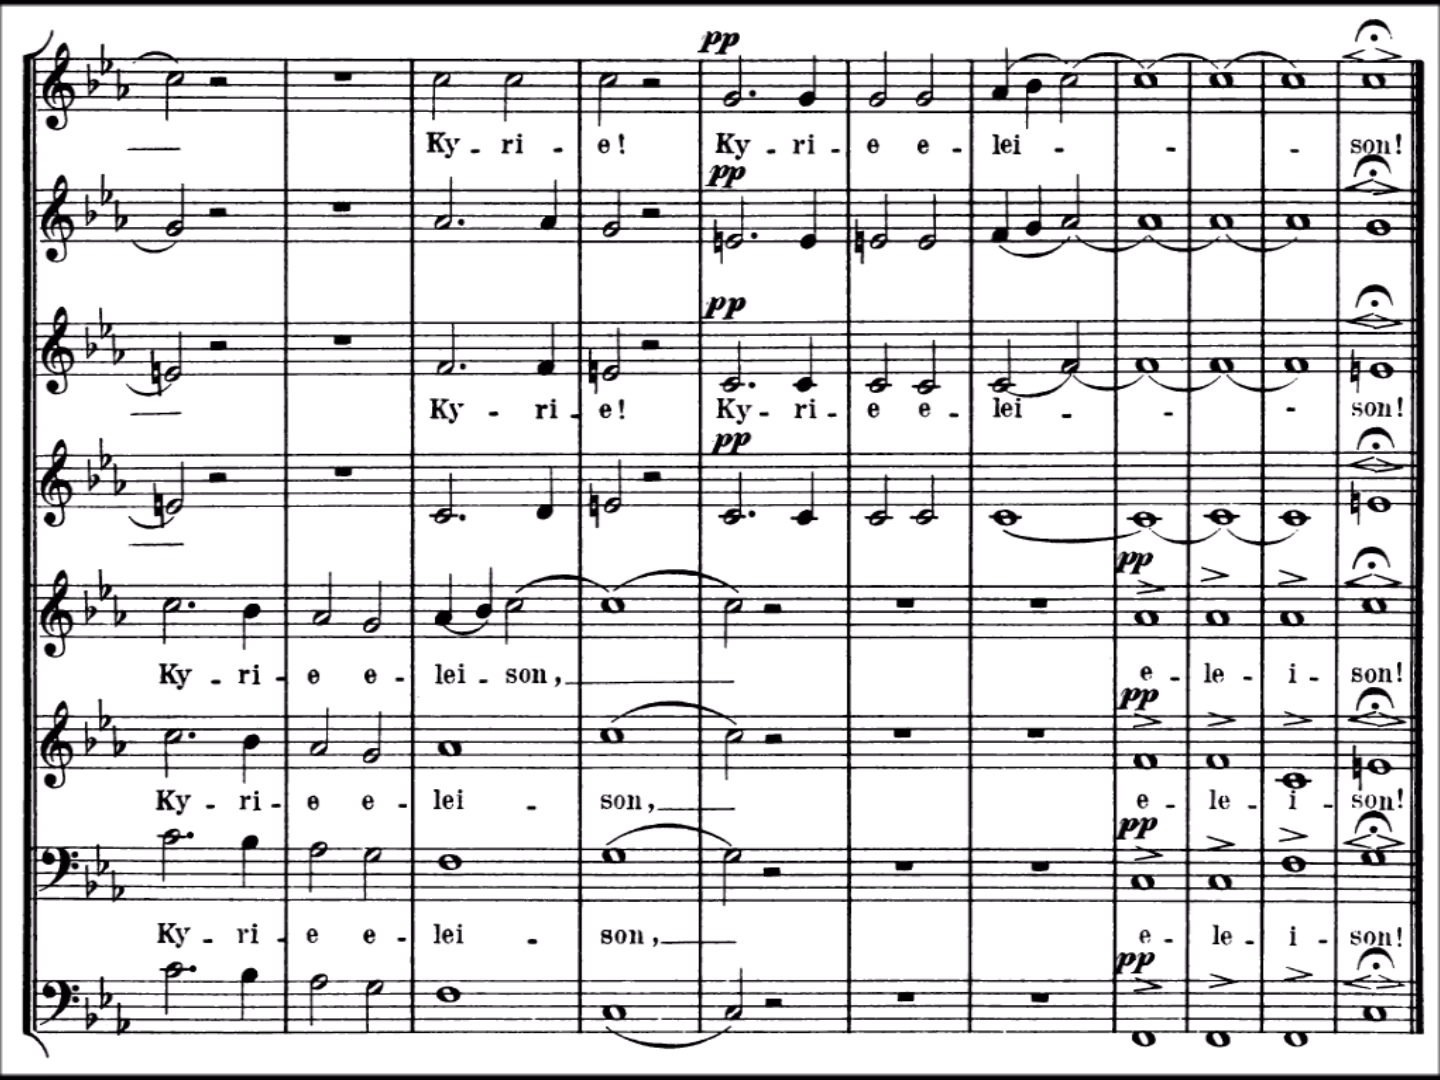 pp
Ky - ri - e! Ky - ri - e e - lei - - - son!
pp
pp
Ky - ri - e! Ky - ri - e e - lei - - - son!
pp
pp
Ky - ri - e e - lei - son, e - le - i - son!
pp
Ky - ri - e e - lei - son, e - le - i - son!
pp
Ky - ri - e e - lei - son, e - le - i - son!
pp